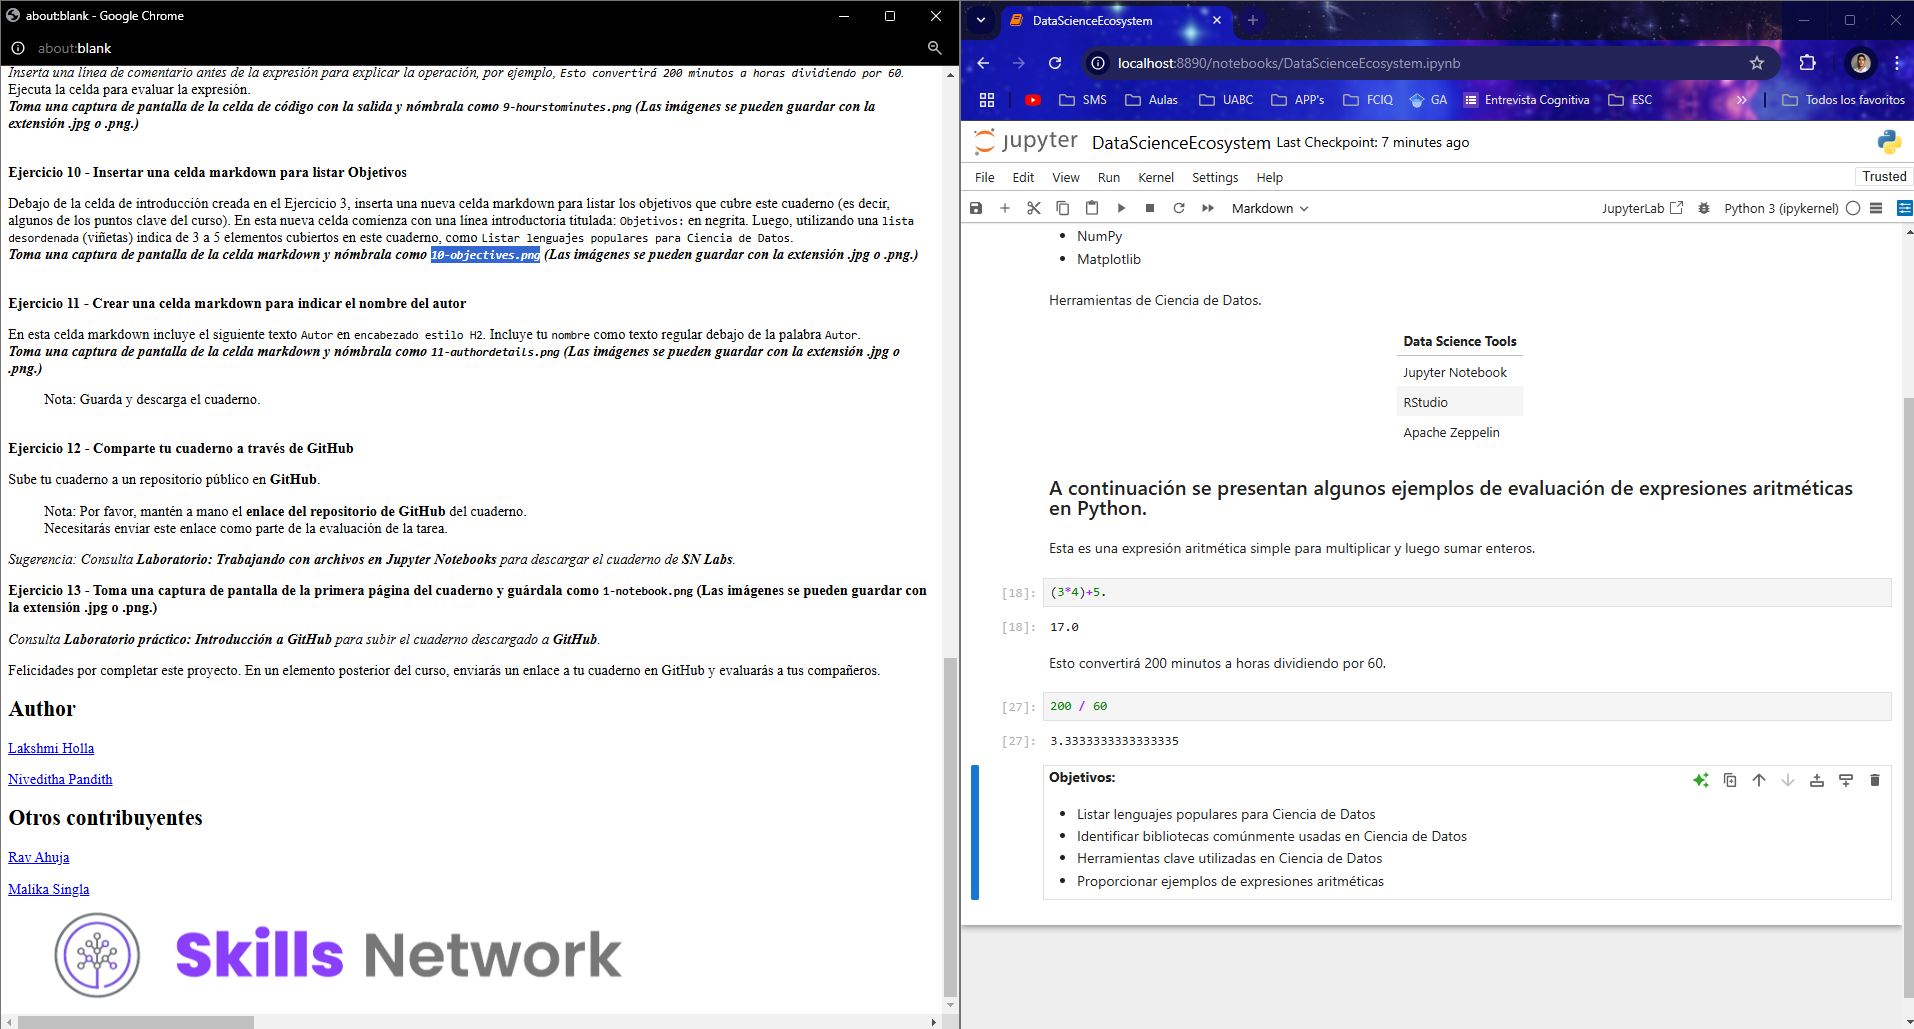 about:blank - Google Chrome
about:blank
Inserta una línea de comentario antes de la expresión para explicar la operación, por ejemplo, Esto convertirá 200 minutos a horas dividiendo por 60.
Ejecuta la celda para evaluar la expresión.
Toma una captura de pantalla de la celda de código con la salida y nómbrala como 9-hourstominutes.png (Las imágenes se pueden guardar con la
extensión .jpg o .png.)
Ejercicio 10 - Insertar una celda markdown para listar Objetivos
Debajo de la celda de introducción creada en el Ejercicio 3, inserta una nueva celda markdown para listar los objetivos que cubre este cuaderno (es decir,
algunos de los puntos clave del curso). En esta nueva celda comienza con una línea introductoria titulada: Objetivos: en negrita. Luego, utilizando una lista
desordenada (viñetas) indica de 3 a 5 elementos cubiertos en este cuaderno, como Listar lenguajes populares para Ciencia de Datos.
Toma una captura de pantalla de la celda markdown y nómbrala como 10-objectives.png (Las imágenes se pueden guardar con la extensión .jpg o .png.)
Ejercicio 11 - Crear una celda markdown para indicar el nombre del autor
En esta celda markdown incluye el siguiente texto Autor en encabezado estilo H2. Incluye tu nombre como texto regular debajo de la palabra Autor.
Toma una captura de pantalla de la celda markdown y nómbrala como 11-authordetails.png (Las imágenes se pueden guardar con la extensión .jpg o
.png.)
Nota: Guarda y descarga el cuaderno.
Ejercicio 12 - Comparte tu cuaderno a través de GitHub
Sube tu cuaderno a un repositorio público en GitHub.
Nota: Por favor, mantén a mano el enlace del repositorio de GitHub del cuaderno.
Necesitarás enviar este enlace como parte de la evaluación de la tarea.
Sugerencia: Consulta Laboratorio: Trabajando con archivos en Jupyter Notebooks para descargar el cuaderno de SN Labs.
Ejercicio 13 - Toma una captura de pantalla de la primera página del cuaderno y guárdala como 1-notebook.png (Las imágenes se pueden guardar con
la extensión .jpg o .png.)
Consulta Laboratorio práctico: Introducción a GitHub para subir el cuaderno descargado a GitHub.
Felicidades por completar este proyecto. En un elemento posterior del curso, enviarás un enlace a tu cuaderno en GitHub y evaluarás a tus compañeros.
Author
Lakshmi Holla
Niveditha Pandith
Otros contribuyentes
Rav Ahuja
Malika Singla
Skills Network
DataScienceEcosystem
localhost:8890/notebooks/DataScienceEcosystem.ipynb
SMS Aulas UABC APP's FCIQ GA Entrevista Cognitiva ESC » Todos los favoritos
jupyter DataScienceEcosystem Last Checkpoint: 7 minutes ago
File Edit View Run Kernel Settings Help Trusted
Markdown JupyterLab Python 3 (ipykernel)
• NumPy
• Matplotlib
Herramientas de Ciencia de Datos.
Data Science Tools
Jupyter Notebook
RStudio
Apache Zeppelin
A continuación se presentan algunos ejemplos de evaluación de expresiones aritméticas
en Python.
Esta es una expresión aritmética simple para multiplicar y luego sumar enteros.
[18]: (3*4)+5.
[18]: 17.0
Esto convertirá 200 minutos a horas dividiendo por 60.
[27]: 200 / 60
[27]: 3.3333333333333335
Objetivos:
• Listar lenguajes populares para Ciencia de Datos
• Identificar bibliotecas comúnmente usadas en Ciencia de Datos
• Herramientas clave utilizadas en Ciencia de Datos
• Proporcionar ejemplos de expresiones aritméticas